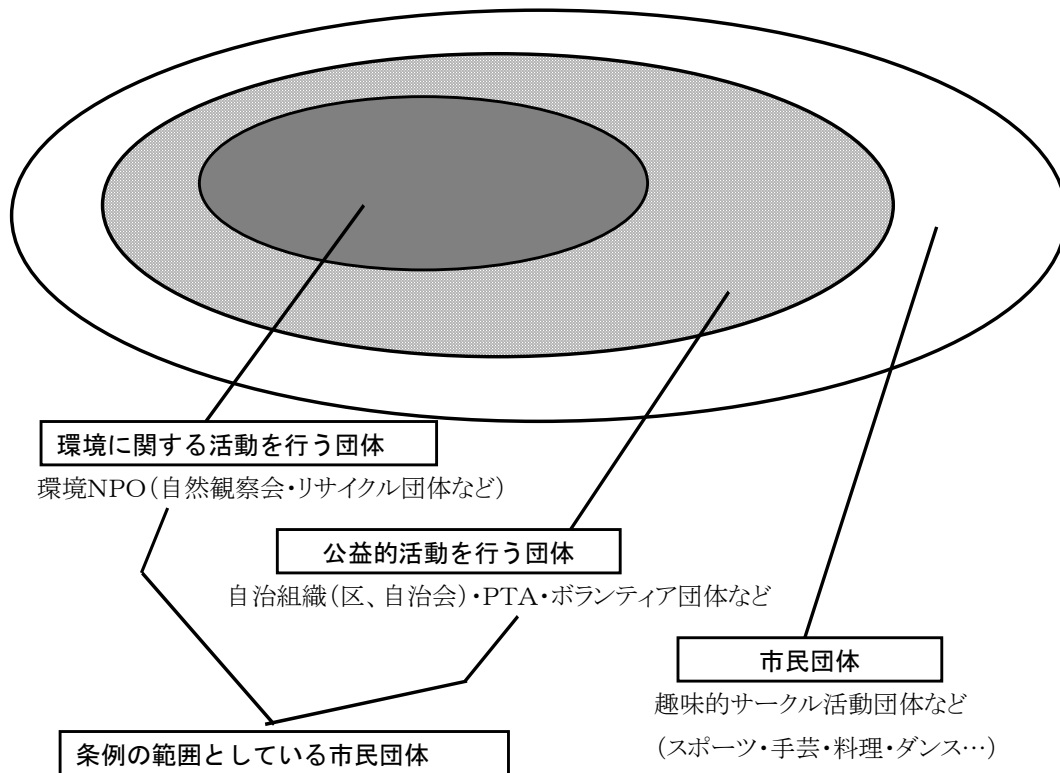 環境に関する活動を行う団体
環境NPO（自然観察会・リサイクル団体など）
公益的活動を行う団体
自治組織（区、自治会）・PTA・ボランティア団体など
市民団体
趣味的サークル活動団体など
（スポーツ・手芸・料理・ダンス…）
条例の範囲としている市民団体